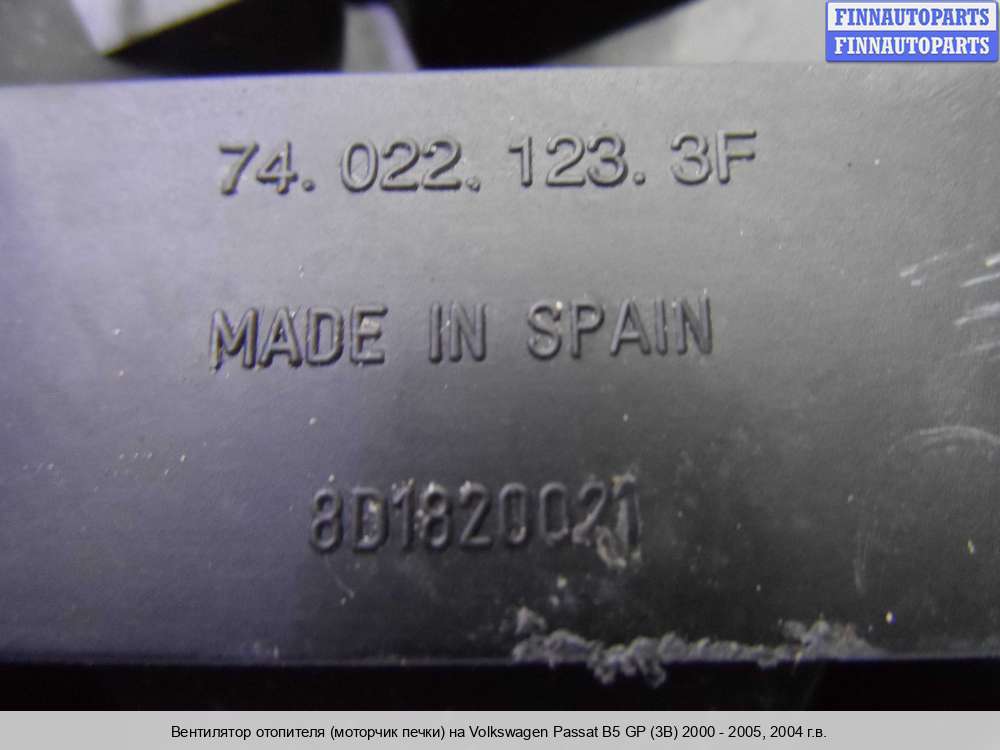 FINNAUTOPARTS
FINNAUTOPARTS
74. 022. 123. 3F
MADE IN SPAIN
8D1820021
Вентилятор отопителя (моторчик печки) на Volkswagen Passat B5 GP (3B) 2000 - 2005, 2004 г.в.